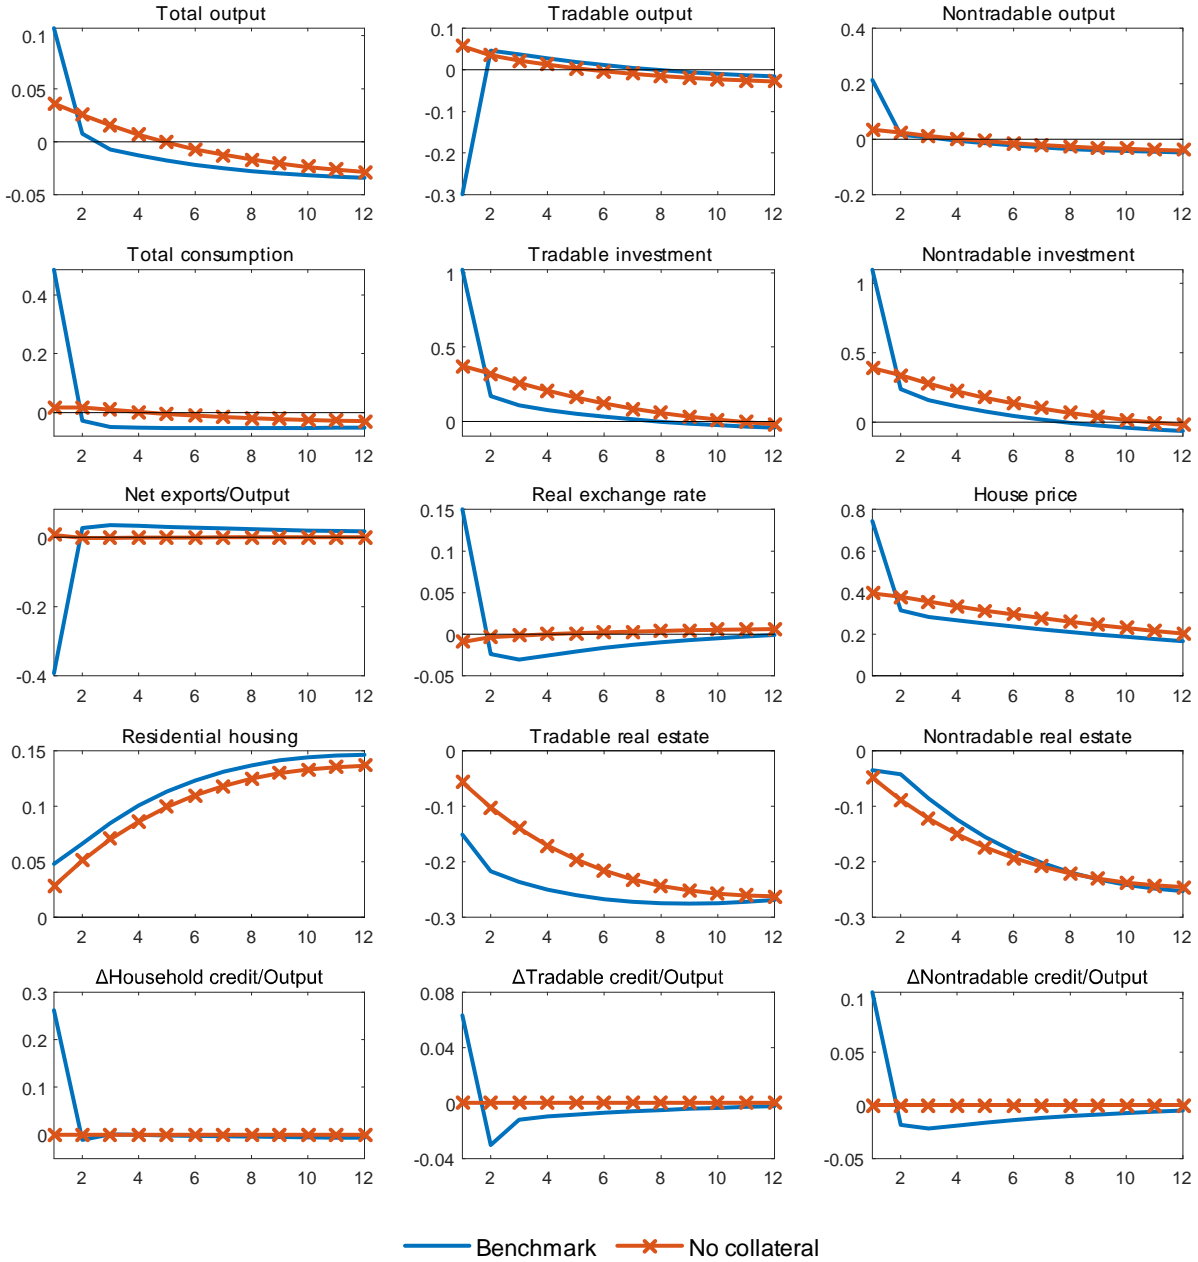 Total output
Tradable output
Nontradable output
0.1
0.05
0
-0.05
2 4 6 8 10 12
0.1
0
-0.1
-0.2
-0.3
2 4 6 8 10 12
0.4
0.2
0
-0.2
2 4 6 8 10 12
Total consumption
Tradable investment
Nontradable investment
0.4
0.2
0
2 4 6 8 10 12
1
0.5
0
2 4 6 8 10 12
1
0.5
0
2 4 6 8 10 12
Net exports/Output
Real exchange rate
House price
0
-0.2
-0.4
2 4 6 8 10 12
0.15
0.1
0.05
0
-0.05
2 4 6 8 10 12
0.8
0.6
0.4
0.2
0
2 4 6 8 10 12
Residential housing
Tradable real estate
Nontradable real estate
0.15
0.1
0.05
0
2 4 6 8 10 12
0
-0.1
-0.2
-0.3
2 4 6 8 10 12
0
-0.1
-0.2
-0.3
2 4 6 8 10 12
ΔHousehold credit/Output
ΔTradable credit/Output
ΔNontradable credit/Output
0.3
0.2
0.1
0
2 4 6 8 10 12
0.08
0.04
0
-0.04
2 4 6 8 10 12
0.1
0.05
0
-0.05
2 4 6 8 10 12
Benchmark
No collateral